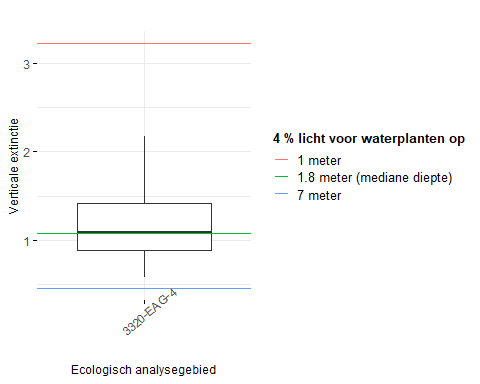 4 % licht voor waterplanten op
1 meter
1.8 meter (mediane diepte)
7 meter
Verticale extinctie
3
2
1
3320-EAG-4
Ecologisch analysegebied